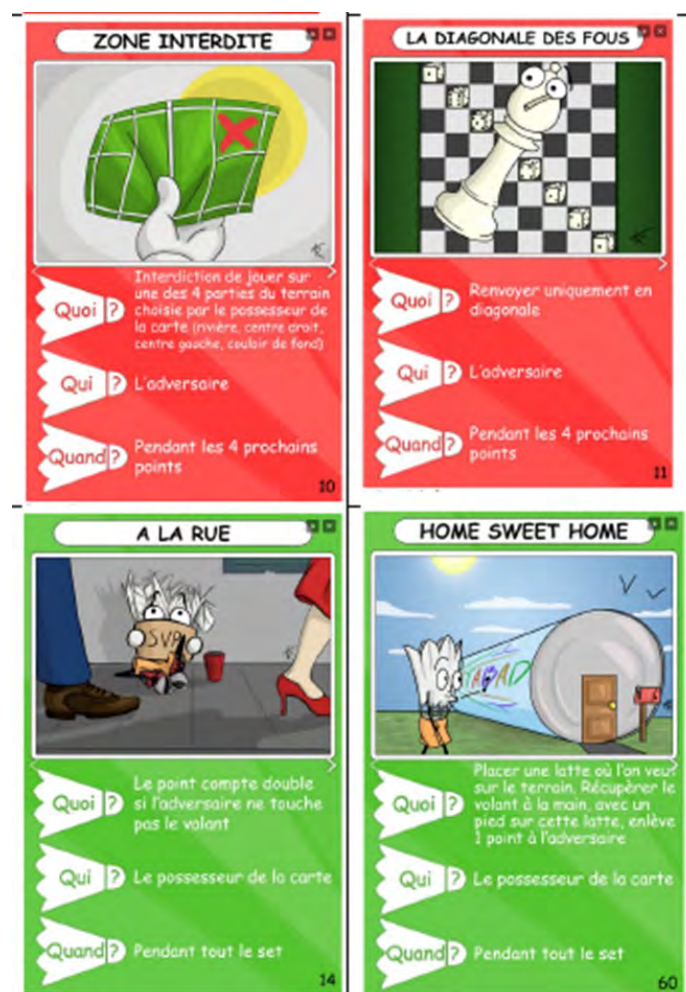 ZONE INTERDITE
Quoi ?
Interdiction de jouer sur
une des 4 parties du terrain
choisie par le possesseur de
la carte (rivière, centre droit,
centre gauche, couloir de fond)
Qui ?
L'adversaire
Quand ?
Pendant les 4 prochains
points
10
LA DIAGONALE DES FOUS
Quoi ?
Renvoyer uniquement en
diagonale
Qui ?
L'adversaire
Quand ?
Pendant les 4 prochains
points
11
A LA RUE
SVP
Quoi ?
Le point compte double
si l'adversaire ne touche
pas le volant
Qui ?
Le possesseur de la carte
Quand ?
Pendant tout le set
14
HOME SWEET HOME
Quoi ?
Placer une latte où l'on veut
sur le terrain. Récupèrer le
volant à la main, avec un
pied sur cette latte, enlève
1 point à l'adversaire
Qui ?
Le possesseur de la carte
Quand ?
Pendant tout le set
60